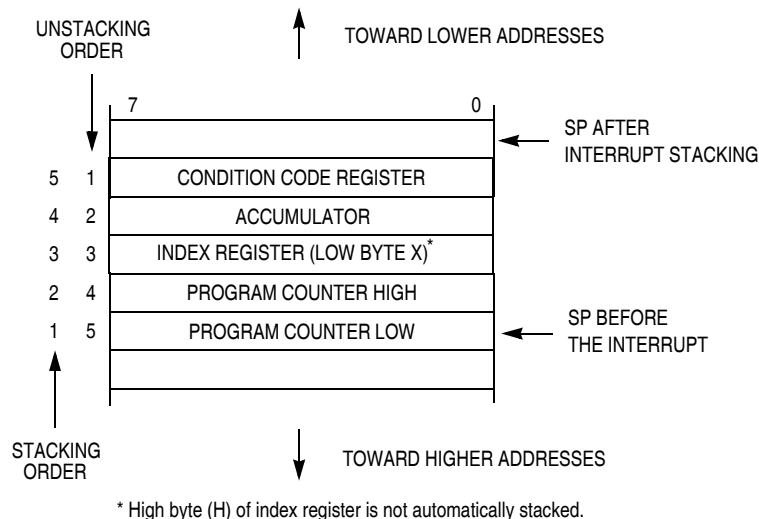 UNSTACKING
ORDER
TOWARD LOWER ADDRESSES
7 0
SP AFTER
INTERRUPT STACKING
5 1 CONDITION CODE REGISTER
4 2 ACCUMULATOR
3 3 INDEX REGISTER (LOW BYTE X)*
2 4 PROGRAM COUNTER HIGH
1 5 PROGRAM COUNTER LOW
SP BEFORE
THE INTERRUPT
STACKING
ORDER
TOWARD HIGHER ADDRESSES
* High byte (H) of index register is not automatically stacked.